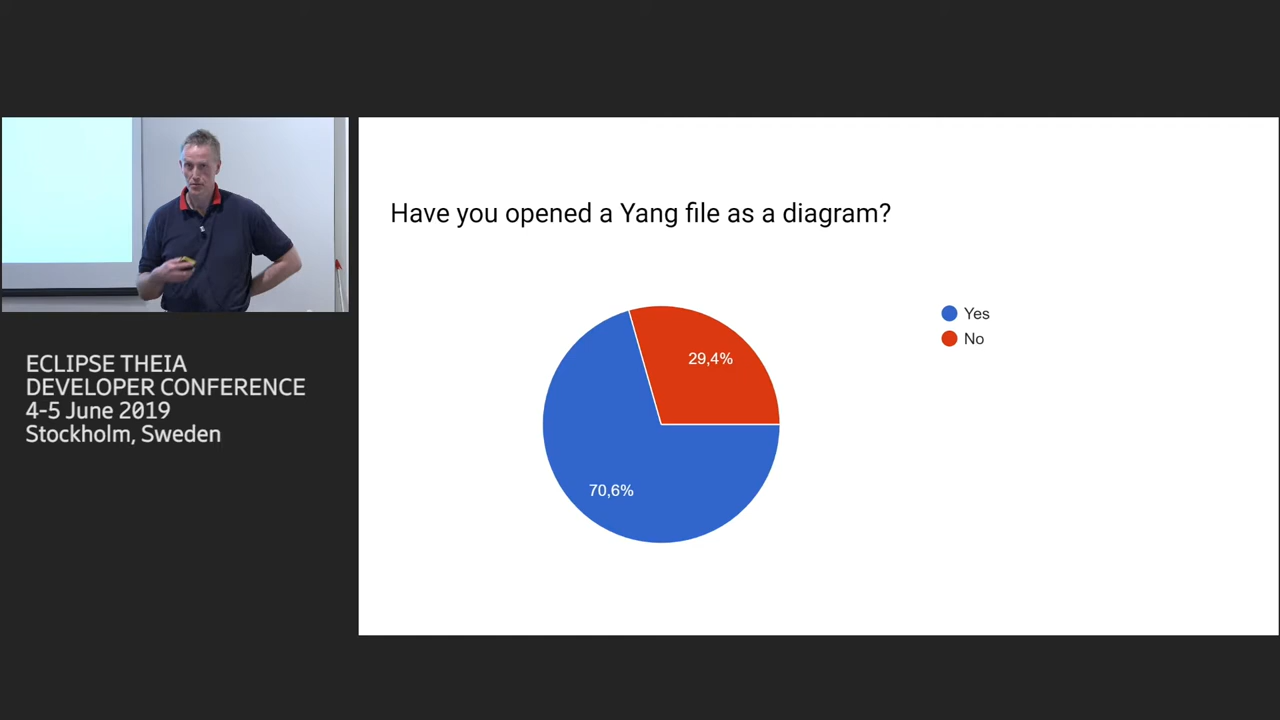 Have you opened a Yang file as a diagram?
Yes
No
29,4%
70,6%
ECLIPSE THEIA
DEVELOPER CONFERENCE
4-5 June 2019
Stockholm, Sweden